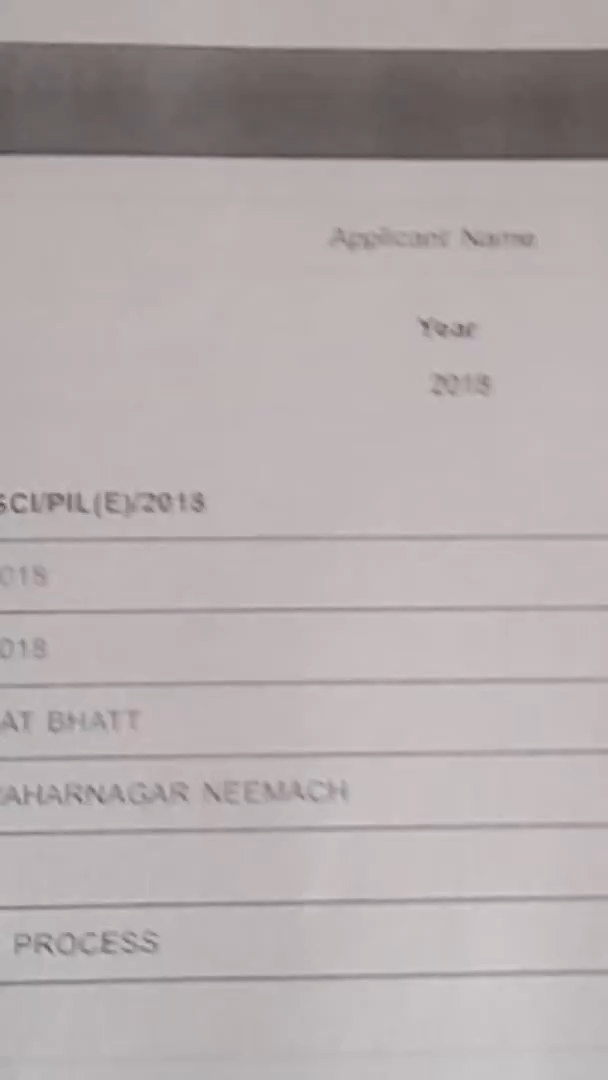 Applicant Name
Year
2018
SCI/PIL(E)/2018
018
018
AT BHATT
AHARNAGAR NEEMACH
PROCESS